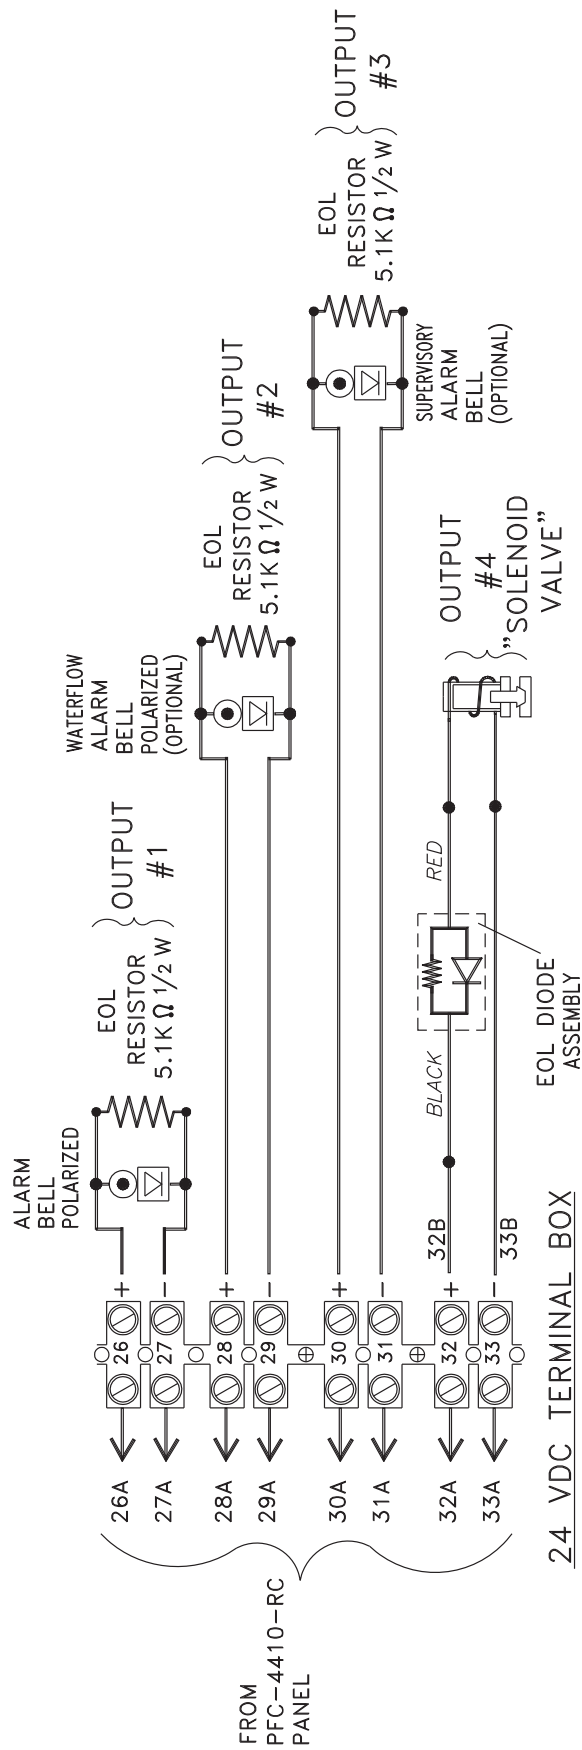 FROM
PFC-4410-RC
PANEL
26A
27A
28A
29A
30A
31A
32A
33A
26
27
28
29
30
31
32
33
+
-
+
-
+
-
+
-
32B
33B
ALARM
BELL
POLARIZED
EOL
RESISTOR
5.1K Ω 1/2 W
OUTPUT
#1
WATERFLOW
ALARM
BELL
POLARIZED
(OPTIONAL)
EOL
RESISTOR
5.1K Ω 1/2 W
OUTPUT
#2
SUPERVISORY
ALARM
BELL
(OPTIONAL)
EOL
RESISTOR
5.1K Ω 1/2 W
OUTPUT
#3
BLACK
RED
EOL DIODE
ASSEMBLY
OUTPUT
#4
"SOLENOID
VALVE"
24 VDC TERMINAL BOX